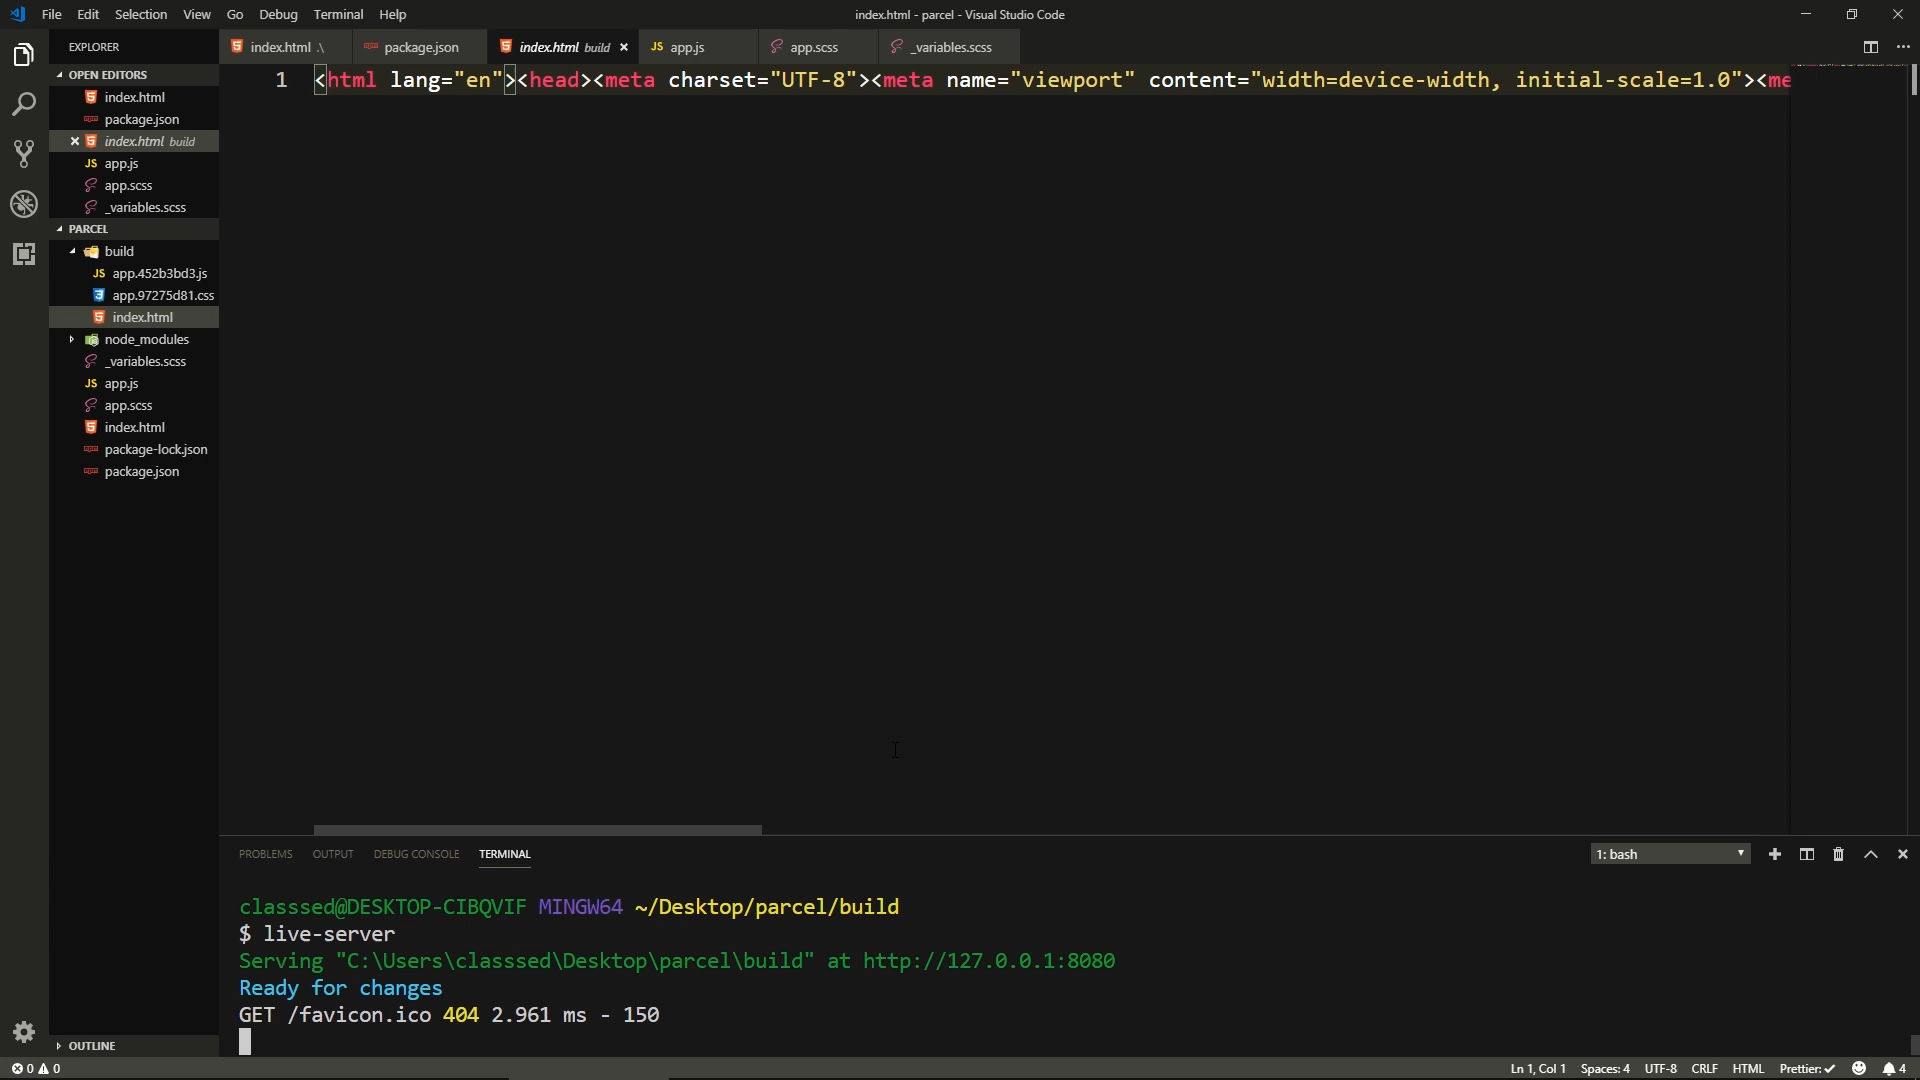 File Edit Selection View Go Debug Terminal Help
index.html - parcel - Visual Studio Code
EXPLORER
index.html .\
package.json
index.html build
JS app.js
app.scss
_variables.scss
OPEN EDITORS
index.html
package.json
index.html build
JS app.js
app.scss
_variables.scss
PARCEL
build
JS app.452b3bd3.js
app.97275d81.css
index.html
node_modules
_variables.scss
JS app.js
app.scss
index.html
package-lock.json
package.json
OUTLINE
1 <html lang="en"><head><meta charset="UTF-8"><meta name="viewport" content="width=device-width, initial-scale=1.0"><me
PROBLEMS OUTPUT DEBUG CONSOLE TERMINAL
1: bash
classsed@DESKTOP-CIBQVIF MINGW64 ~/Desktop/parcel/build
$ live-server
Serving "C:\Users\classsed\Desktop\parcel\build" at http://127.0.0.1:8080
Ready for changes
GET /favicon.ico 404 2.961 ms - 150
0 0
Ln 1, Col 1 Spaces: 4 UTF-8 CRLF HTML Prettier: ✓ 4